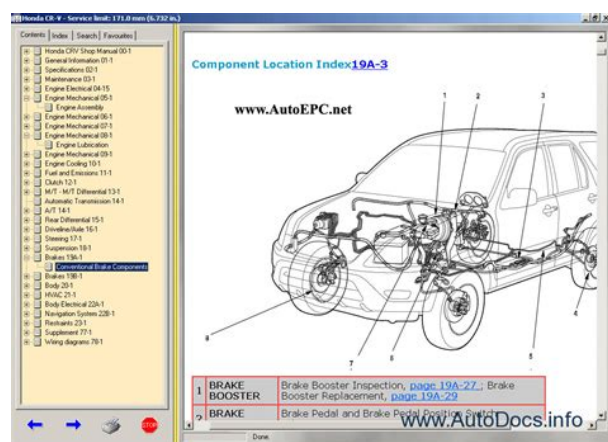 Honda CR-V - Service limit: 171.0 mm (6.732 in.)
Contents Index Search Favourites
Honda CRV Shop Manual 00-1
General Information 01-1
Specifications 02-1
Maintenance 03-1
Engine Electrical 04-15
Engine Mechanical 05-1
Engine Assembly
Engine Mechanical 06-1
Engine Mechanical 07-1
Engine Mechanical 08-1
Engine Lubrication
Engine Mechanical 09-1
Engine Cooling 10-1
Fuel and Emissions 11-1
Clutch 12-1
M/T - M/T Differential 13-1
Automatic Transmission 14-1
A/T 14-1
Rear Differential 15-1
Driveline/Axle 16-1
Steering 17-1
Suspension 18-1
Brakes 19A-1
Conventional Brake Components
Brakes 19B-1
Body 20-1
HVAC 21-1
Body Electrical 22A-1
Navigation System 22B-1
Restraints 23-1
Supplement 77-1
Wiring diagrams 78-1
STOP
Component Location Index19A-3
www.AutoEPC.net
1 2 3
4
5
6
7
8
1 BRAKE BOOSTER Brake Booster Inspection, page 19A-27 ; Brake
Booster Replacement, page 19A-29
2 BRAKE Brake Pedal and Brake Pedal Position Switch
www.AutoDocs.info
Done.